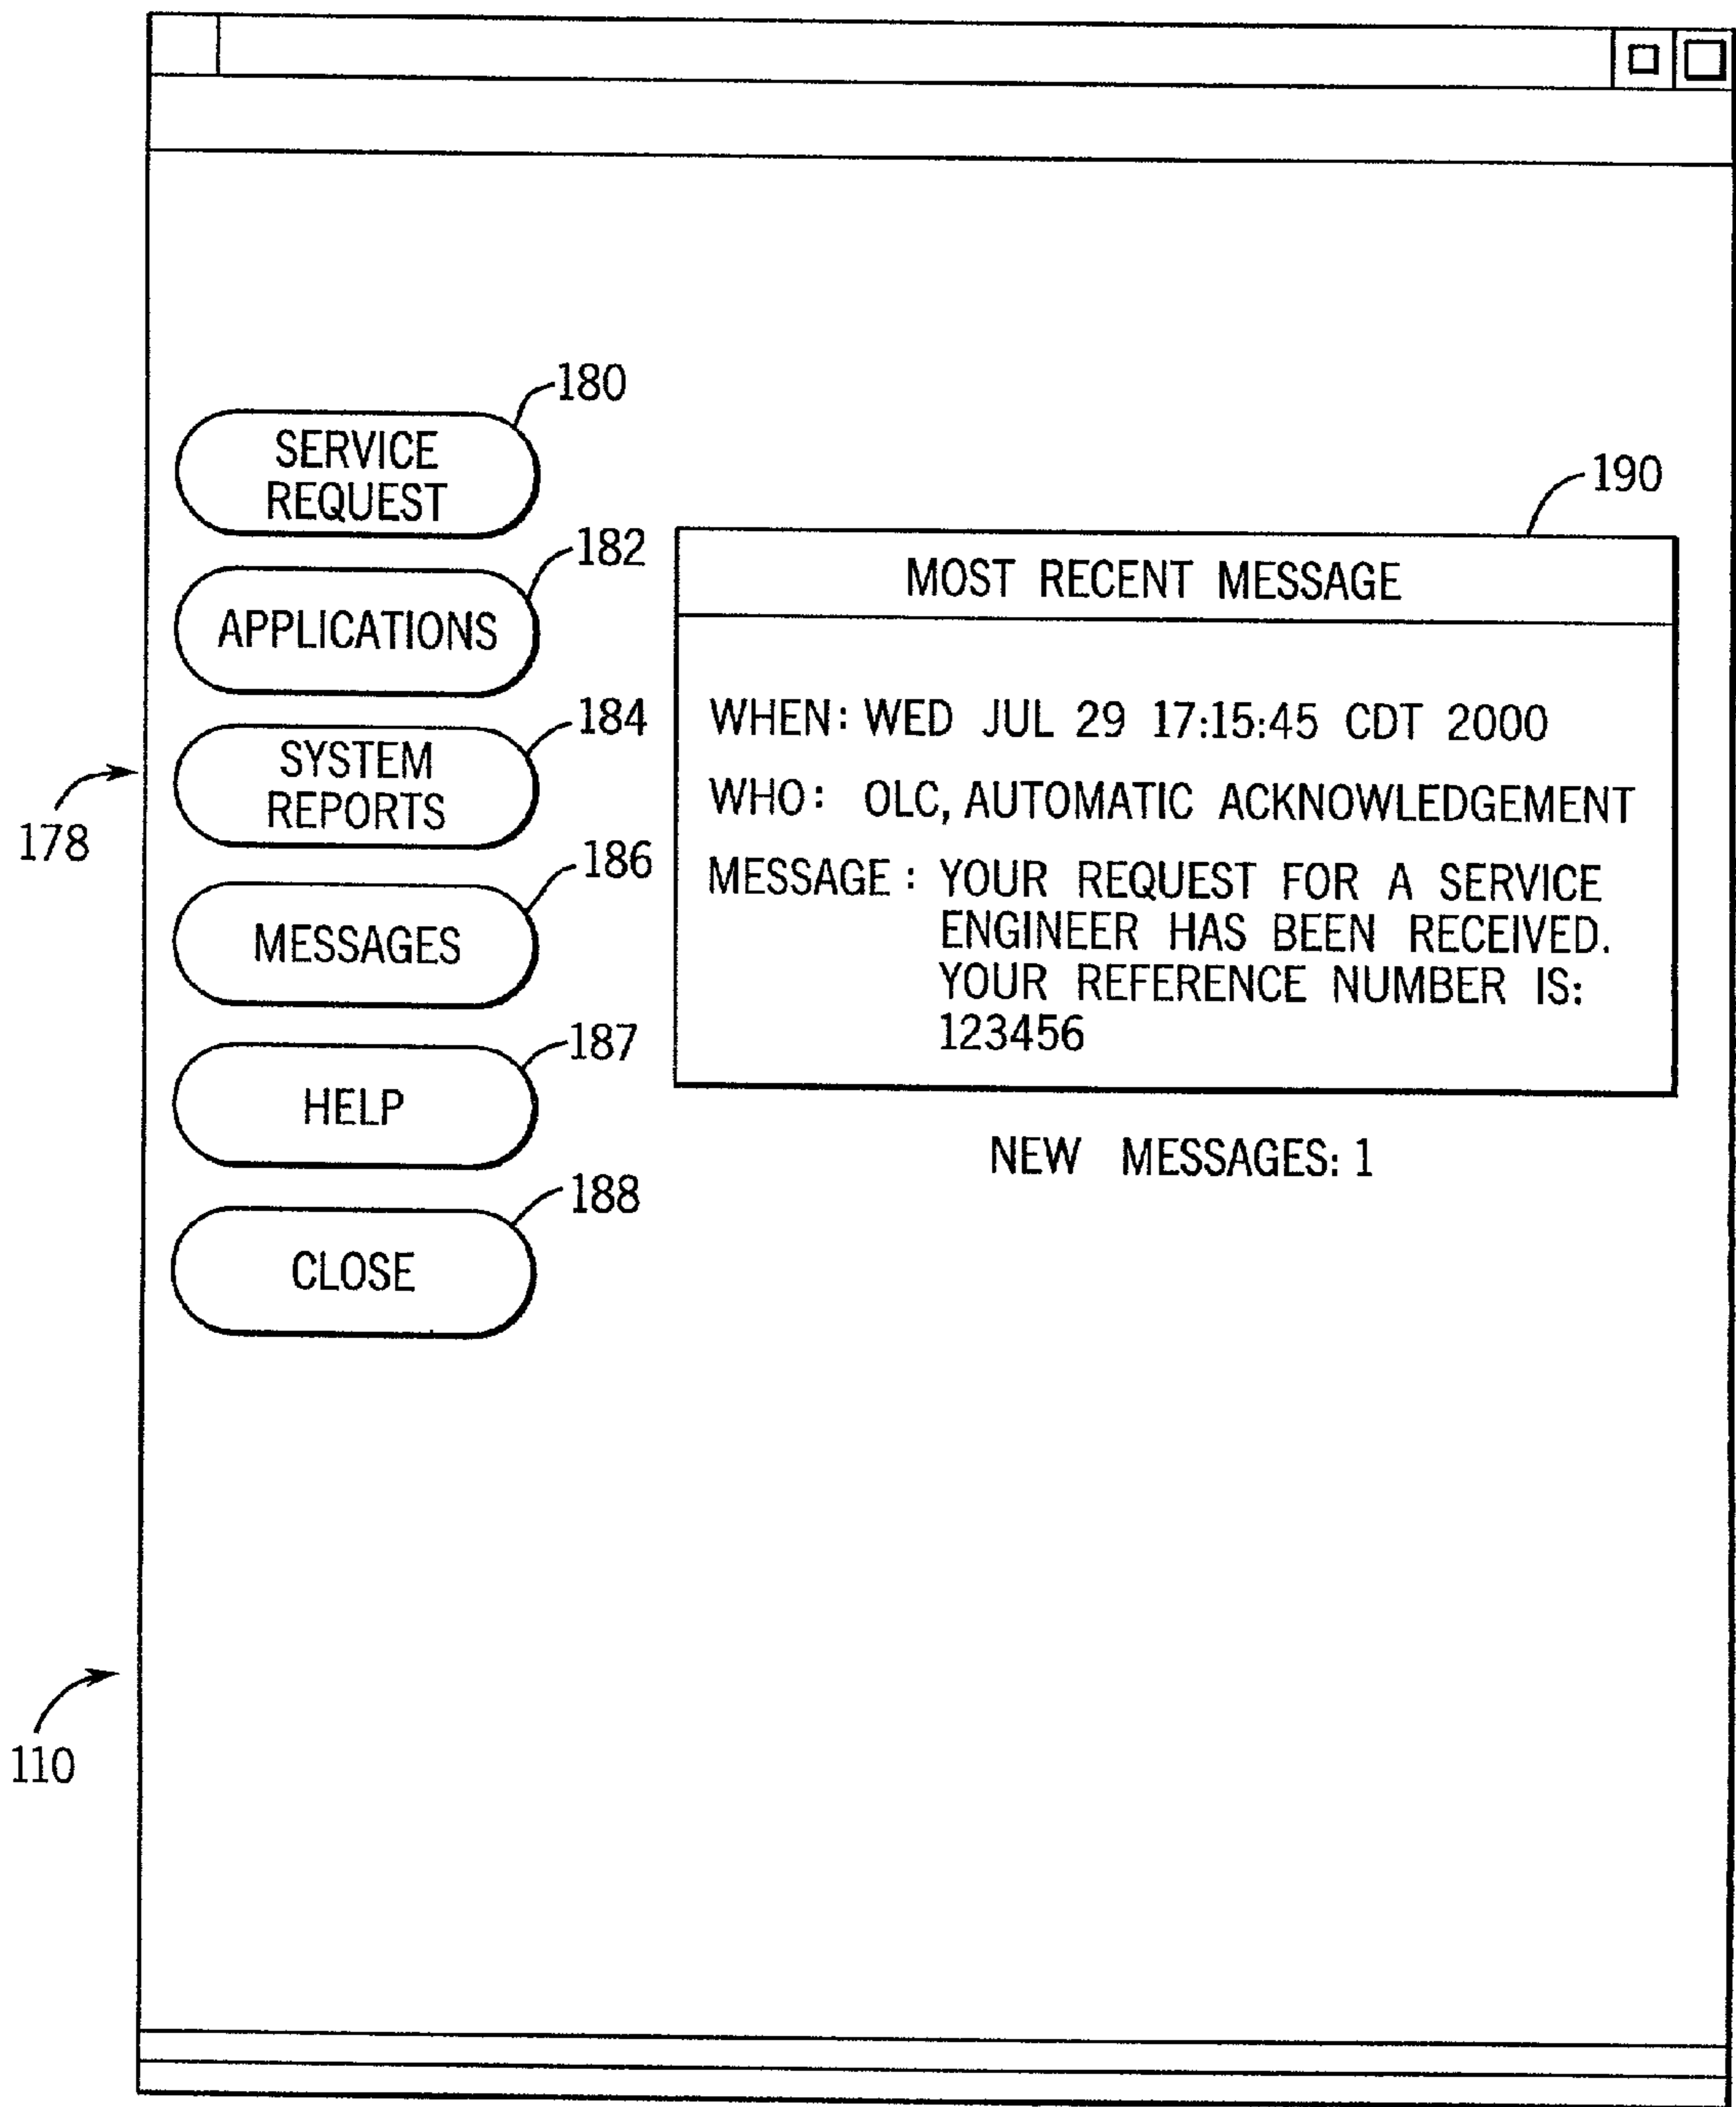 180
SERVICE
REQUEST
190
182
MOST RECENT MESSAGE
APPLICATIONS
184
WHEN: WED JUL 29 17:15:45 CDT 2000
SYSTEM
REPORTS
WHO: OLC, AUTOMATIC ACKNOWLEDGEMENT
178
186
MESSAGE: YOUR REQUEST FOR A SERVICE
ENGINEER HAS BEEN RECEIVED.
YOUR REFERENCE NUMBER IS:
123456
MESSAGES
187
HELP
NEW MESSAGES: 1
188
CLOSE
110